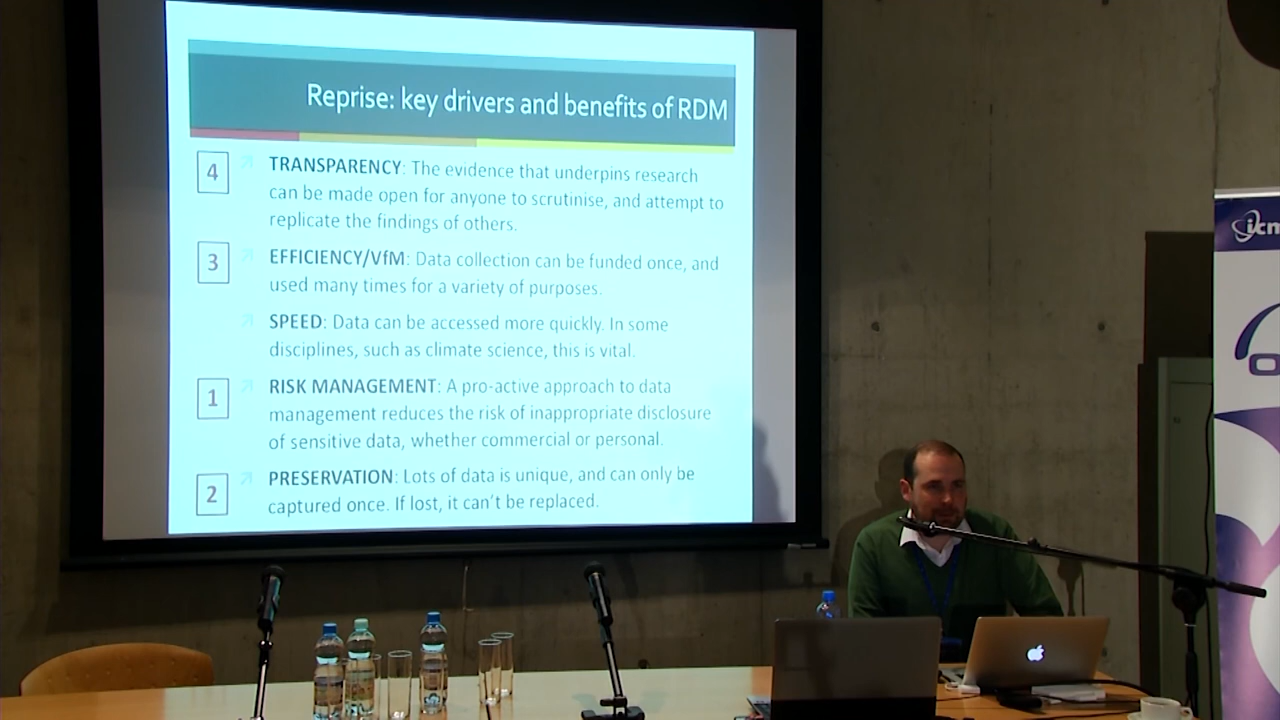 Reprise: key drivers and benefits of RDM
4
TRANSPARENCY: The evidence that underpins research
can be made open for anyone to scrutinise, and attempt to
replicate the findings of others.
3
EFFICIENCY/VfM: Data collection can be funded once, and
used many times for a variety of purposes.
SPEED: Data can be accessed more quickly. In some
disciplines, such as climate science, this is vital.
1
RISK MANAGEMENT: A pro-active approach to data
management reduces the risk of inappropriate disclosure
of sensitive data, whether commercial or personal.
2
PRESERVATION: Lots of data is unique, and can only be
captured once. If lost, it can't be replaced.
icm